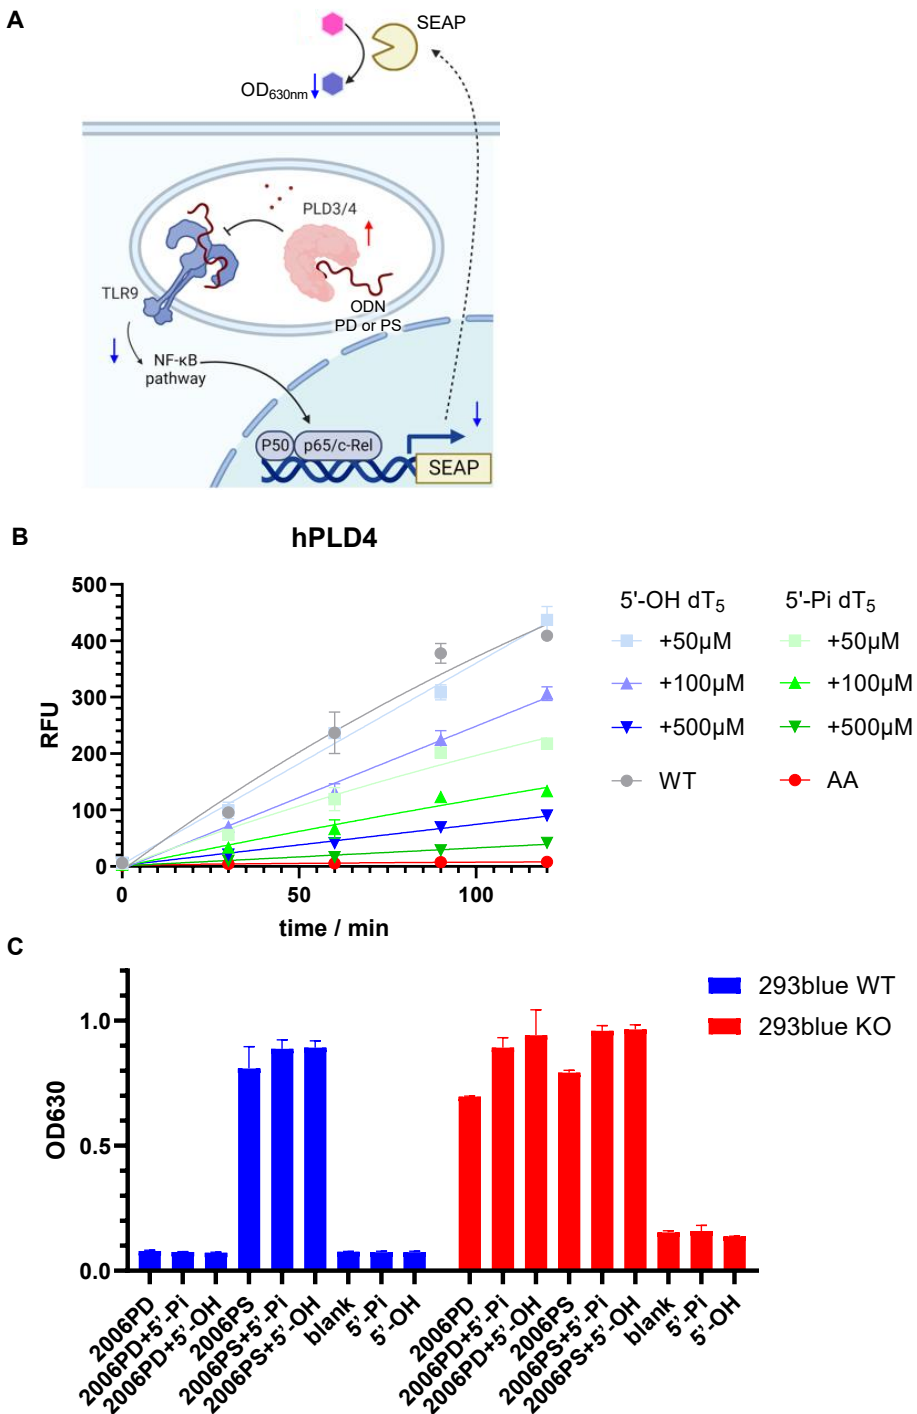 A
SEAP
OD630nm
PLD3/4
TLR9
ODN
PD or PS
NF-κB
pathway
P50 p65/c-Rel
SEAP
B
hPLD4
500
400
300
200
100
0
RFU
0 50 100
time / min
5'-OH dT5 5'-Pi dT5
+50μM +50μM
+100μM +100μM
+500μM +500μM
WT AA
C
1.0
0.5
0.0
OD630
293blue WT
293blue KO
2006PD
2006PD+5'-Pi
2006PD+5'-OH
2006PS
2006PS+5'-Pi
2006PS+5'-OH
blank
5'-Pi
5'-OH
2006PD
2006PD+5'-Pi
2006PD+5'-OH
2006PS
2006PS+5'-Pi
2006PS+5'-OH
blank
5'-Pi
5'-OH